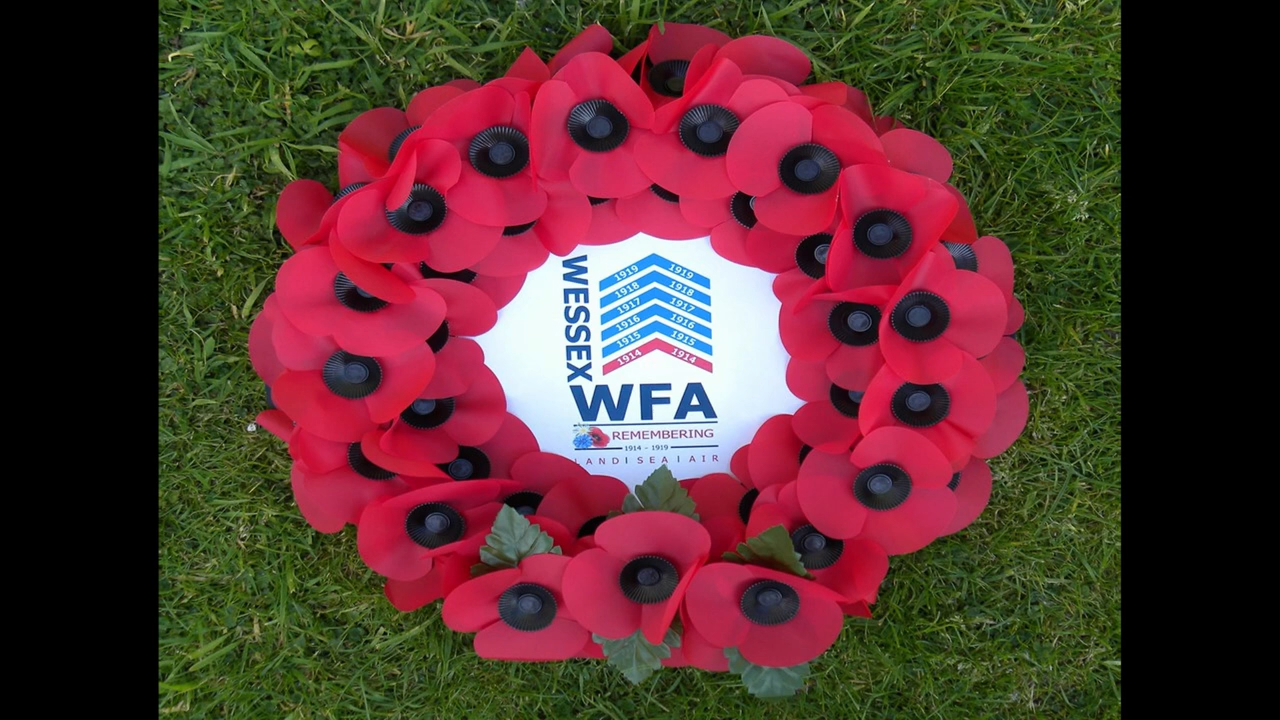 WESSEX
1919 1919
1918 1918
1917 1917
1916 1916
1915 1915
1914 1914
WFA
REMEMBERING
1914 - 1919
LAND | SEA | AIR